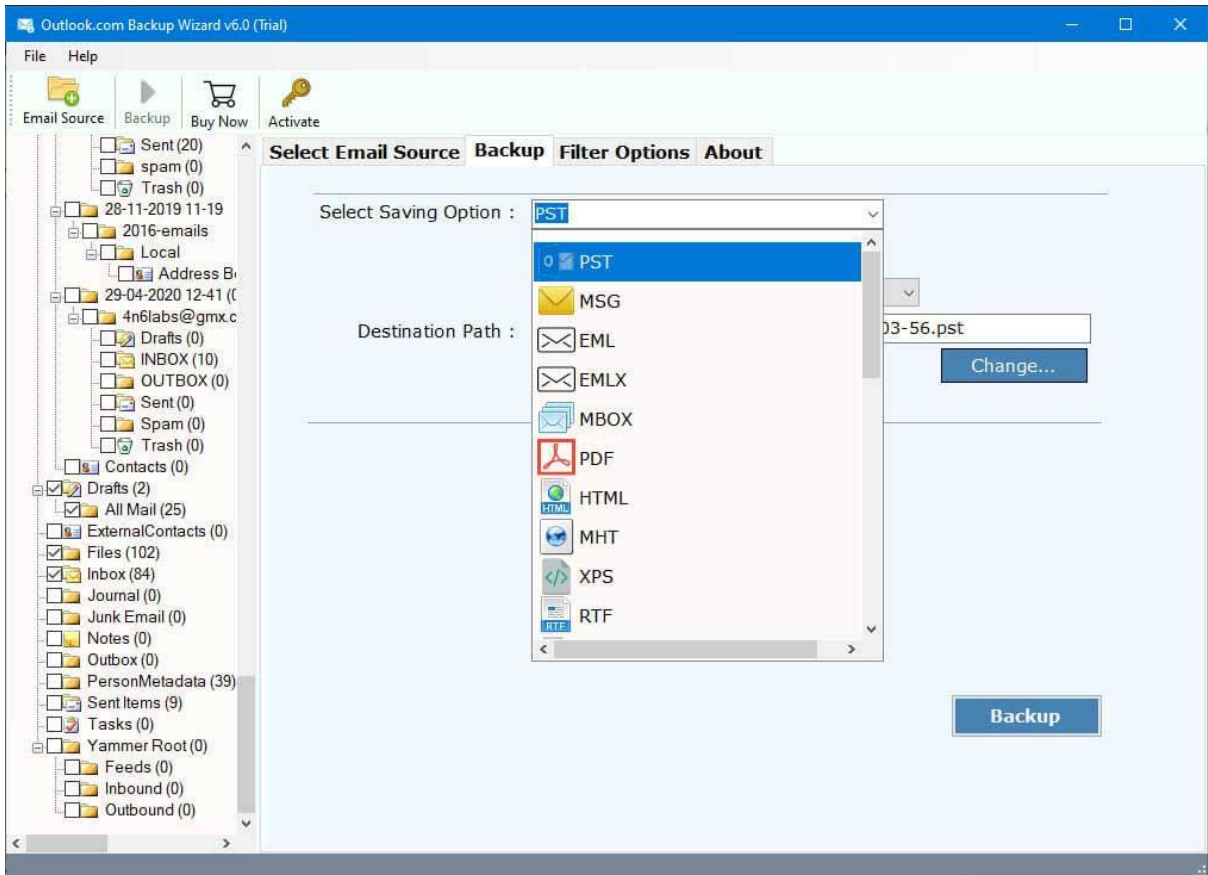 Outlook.com Backup Wizard v6.0 (Trial)
File Help
Email Source Backup Buy Now Activate
Sent (20)
spam (0)
Trash (0)
28-11-2019 11-19
2016-emails
Local
Address B
29-04-2020 12-41 (
4n6labs@gmx.c
Drafts (0)
INBOX (10)
OUTBOX (0)
Sent (0)
Spam (0)
Trash (0)
Contacts (0)
Drafts (2)
All Mail (25)
ExternalContacts (0)
Files (102)
Inbox (84)
Journal (0)
Junk Email (0)
Notes (0)
Outbox (0)
PersonMetadata (39)
Sent Items (9)
Tasks (0)
Yammer Root (0)
Feeds (0)
Inbound (0)
Outbound (0)
Select Email Source Backup Filter Options About
Select Saving Option : PST
PST
MSG
EML
EMLX
MBOX
PDF
HTML
MHT
XPS
RTF
Destination Path : 03-56.pst
Change...
Backup